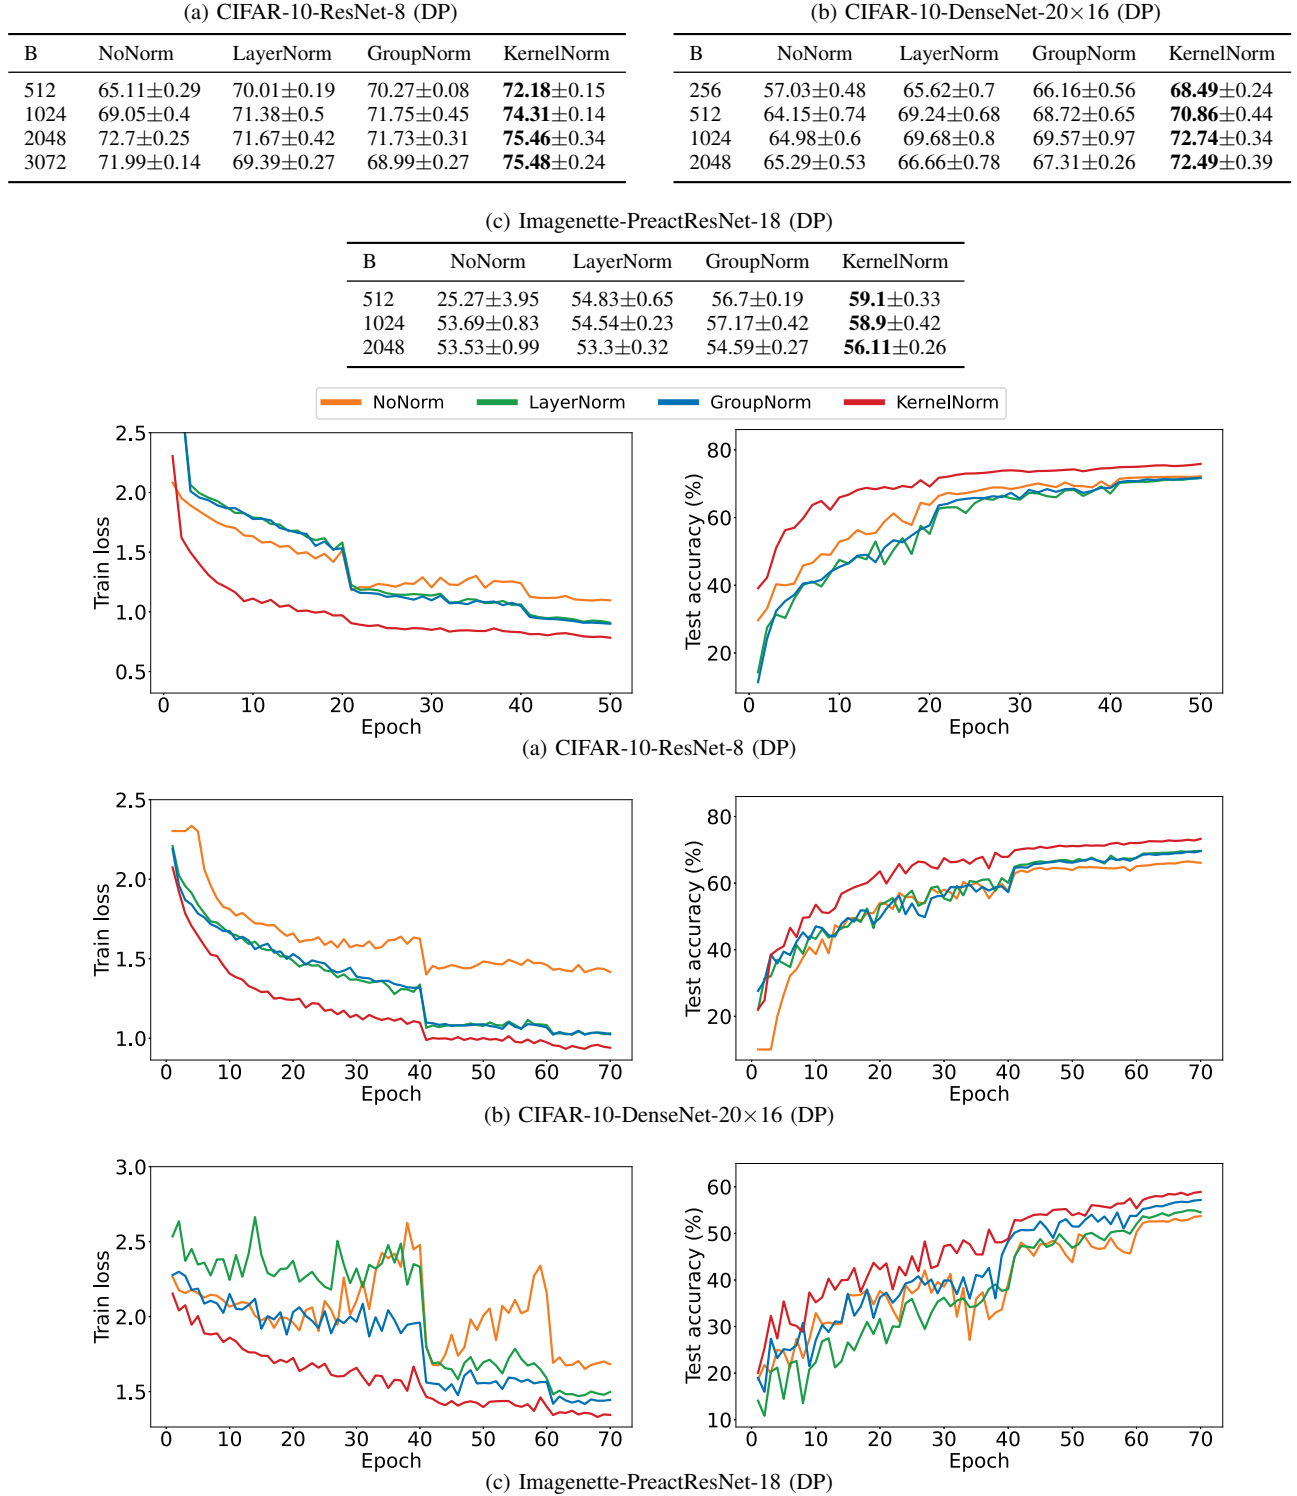 (a) CIFAR-10-ResNet-8 (DP)
B NoNorm LayerNorm GroupNorm KernelNorm
512 65.11±0.29 70.01±0.19 70.27±0.08 72.18±0.15
1024 69.05±0.4 71.38±0.5 71.75±0.45 74.31±0.14
2048 72.7±0.25 71.67±0.42 71.73±0.31 75.46±0.34
3072 71.99±0.14 69.39±0.27 68.99±0.27 75.48±0.24
(b) CIFAR-10-DenseNet-20×16 (DP)
B NoNorm LayerNorm GroupNorm KernelNorm
256 57.03±0.48 65.62±0.7 66.16±0.56 68.49±0.24
512 64.15±0.74 69.24±0.68 68.72±0.65 70.86±0.44
1024 64.98±0.6 69.68±0.8 69.57±0.97 72.74±0.34
2048 65.29±0.53 66.66±0.78 67.31±0.26 72.49±0.39
(c) Imagenette-PreactResNet-18 (DP)
B NoNorm LayerNorm GroupNorm KernelNorm
512 25.27±3.95 54.83±0.65 56.7±0.19 59.1±0.33
1024 53.69±0.83 54.54±0.23 57.17±0.42 58.9±0.42
2048 53.53±0.99 53.3±0.32 54.59±0.27 56.11±0.26
NoNorm LayerNorm GroupNorm KernelNorm
Train loss
2.5
2.0
1.5
1.0
0.5
0 10 20 30 40 50
Epoch
Test accuracy (%)
80
60
40
20
0 10 20 30 40 50
Epoch
(a) CIFAR-10-ResNet-8 (DP)
Train loss
2.5
2.0
1.5
1.0
0 10 20 30 40 50 60 70
Epoch
Test accuracy (%)
80
60
40
20
0 10 20 30 40 50 60 70
Epoch
(b) CIFAR-10-DenseNet-20×16 (DP)
Train loss
3.0
2.5
2.0
1.5
0 10 20 30 40 50 60 70
Epoch
Test accuracy (%)
60
50
40
30
20
10
0 10 20 30 40 50 60 70
Epoch
(c) Imagenette-PreactResNet-18 (DP)